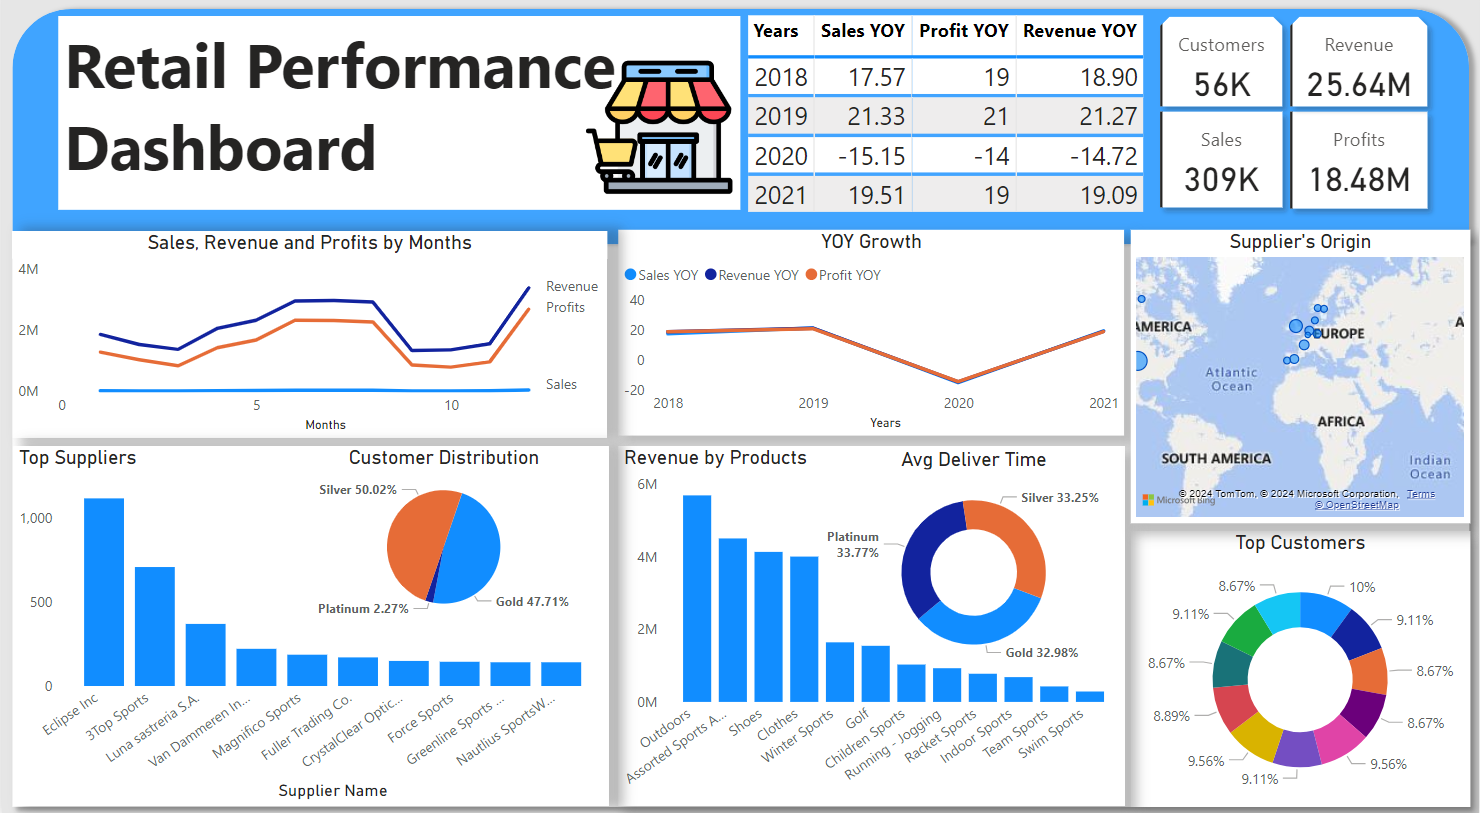 Retail Performance
Dashboard
Years Sales YOY Profit YOY Revenue YOY
2018 17.57 19 18.90
2019 21.33 21 21.27
2020 -15.15 -14 -14.72
2021 19.51 19 19.09
Customers
56K
Revenue
25.64M
Sales
309K
Profits
18.48M
Sales, Revenue and Profits by Months
4M
2M
0M
0 5 10
Months
Revenue
Profits
Sales
YOY Growth
Sales YOY Revenue YOY Profit YOY
40
20
0
-20
2018 2019 2020 2021
Years
Supplier's Origin
AMERICA
EUROPE
A
Atlantic
Ocean
AFRICA
SOUTH AMERICA
Indian
Ocean
Microsoft Bing
© 2024 TomTom, © 2024 Microsoft Corporation, Terms
© OpenStreetMap
Top Suppliers
1,000
500
0
Eclipse Inc
3Top Sports
Luna sastreria S.A.
Van Dammeren In...
Magnifico Sports
Fuller Trading Co.
CrystalClear Optic...
Force Sports
Greenline Sports ...
Nautlius SportsW...
Supplier Name
Customer Distribution
Silver 50.02%
Platinum 2.27%
Gold 47.71%
Revenue by Products
6M
4M
2M
0M
Outdoors
Assorted Sports A...
Shoes
Clothes
Winter Sports
Golf
Children Sports
Running - Jogging
Racket Sports
Indoor Sports
Team Sports
Swim Sports
Avg Deliver Time
Silver 33.25%
Platinum
33.77%
Gold 32.98%
Top Customers
10%
9.11%
8.67%
8.67%
9.56%
9.11%
9.56%
8.89%
8.67%
9.11%
8.67%